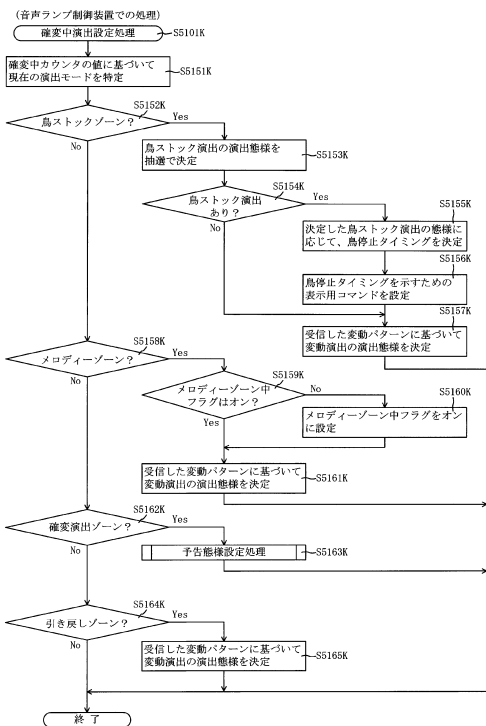 (音声ランプ制御装置での処理)
確変中演出設定処理
S5101K
確変中カウンタの値に基づいて
現在の演出モードを特定
S5151K
鳥ストックゾーン?
S5152K
Yes
No
鳥ストック演出の演出態様を
抽選で決定
S5153K
鳥ストック演出
あり?
S5154K
Yes
No
決定した鳥ストック演出の態様に
応じて、鳥停止タイミングを決定
S5155K
鳥停止タイミングを示すための
表示用コマンドを設定
S5156K
受信した変動パターンに基づいて
変動演出の演出態様を決定
S5157K
メロディーゾーン?
S5158K
Yes
No
メロディーゾーン中
フラグはオン?
S5159K
No
Yes
メロディーゾーン中フラグをオン
に設定
S5160K
受信した変動パターンに基づいて
変動演出の演出態様を決定
S5161K
確変演出ゾーン?
S5162K
Yes
No
予告態様設定処理
S5163K
引き戻しゾーン?
S5164K
Yes
No
受信した変動パターンに基づいて
変動演出の演出態様を決定
S5165K
終了